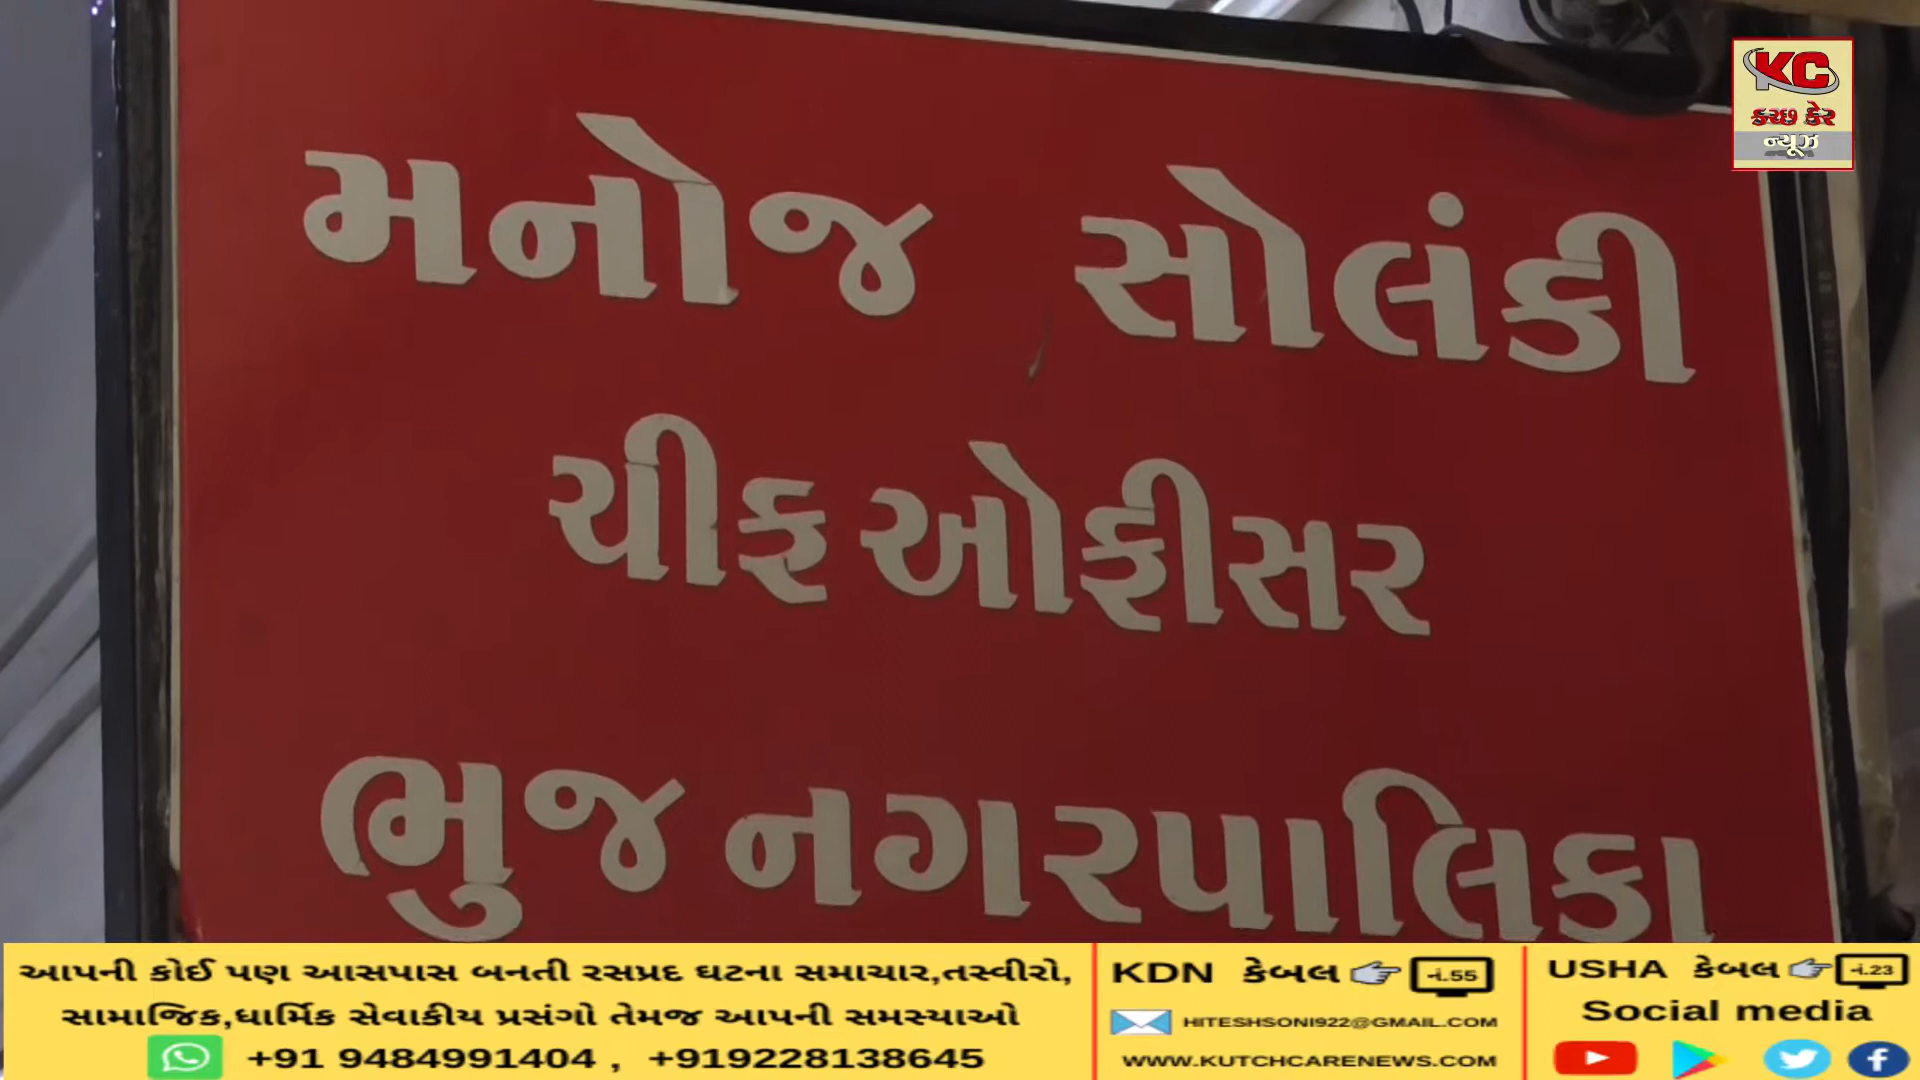 KC
કચ્છ કેર
ન્યૂઝ
મનોજ સોલંકી
ચીફ ઓફીસર
ભુજ નગરપાલિકા
આપની કોઈ પણ આસપાસ બનતી રસપ્રદ ઘટના સમાચાર,તસ્વીરો,
સામાજિક,ધાર્મિક સેવાકીય પ્રસંગો તેમજ આપની સમસ્યાઓ
+91 9484991404 , +919228138645
KDN કેબલ નં.55
HITESHSONI922@GMAIL.COM
WWW.KUTCHCARENEWS.COM
USHA કેબલ નં.23
Social media